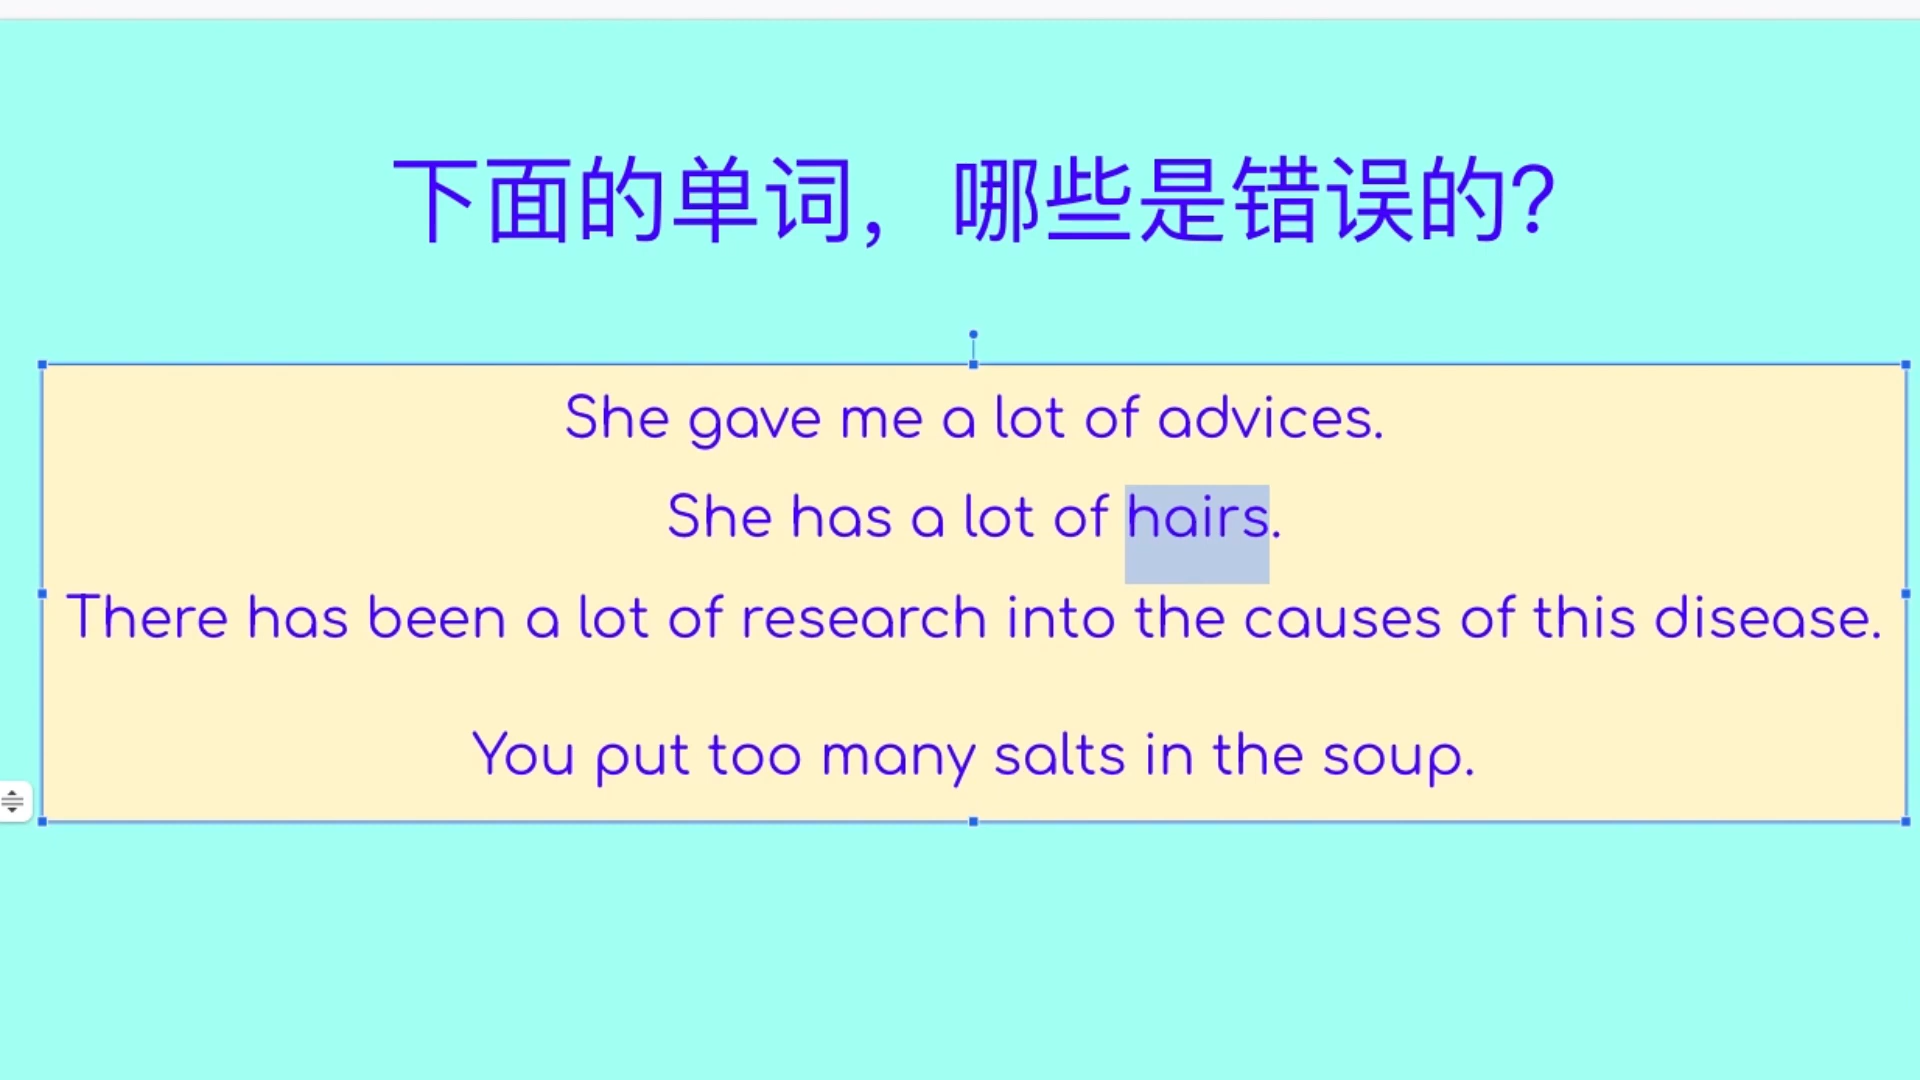 下面的单词，哪些是错误的?
She gave me a lot of advices.
She has a lot of hairs.
There has been a lot of research into the causes of this disease.
You put too many salts in the soup.